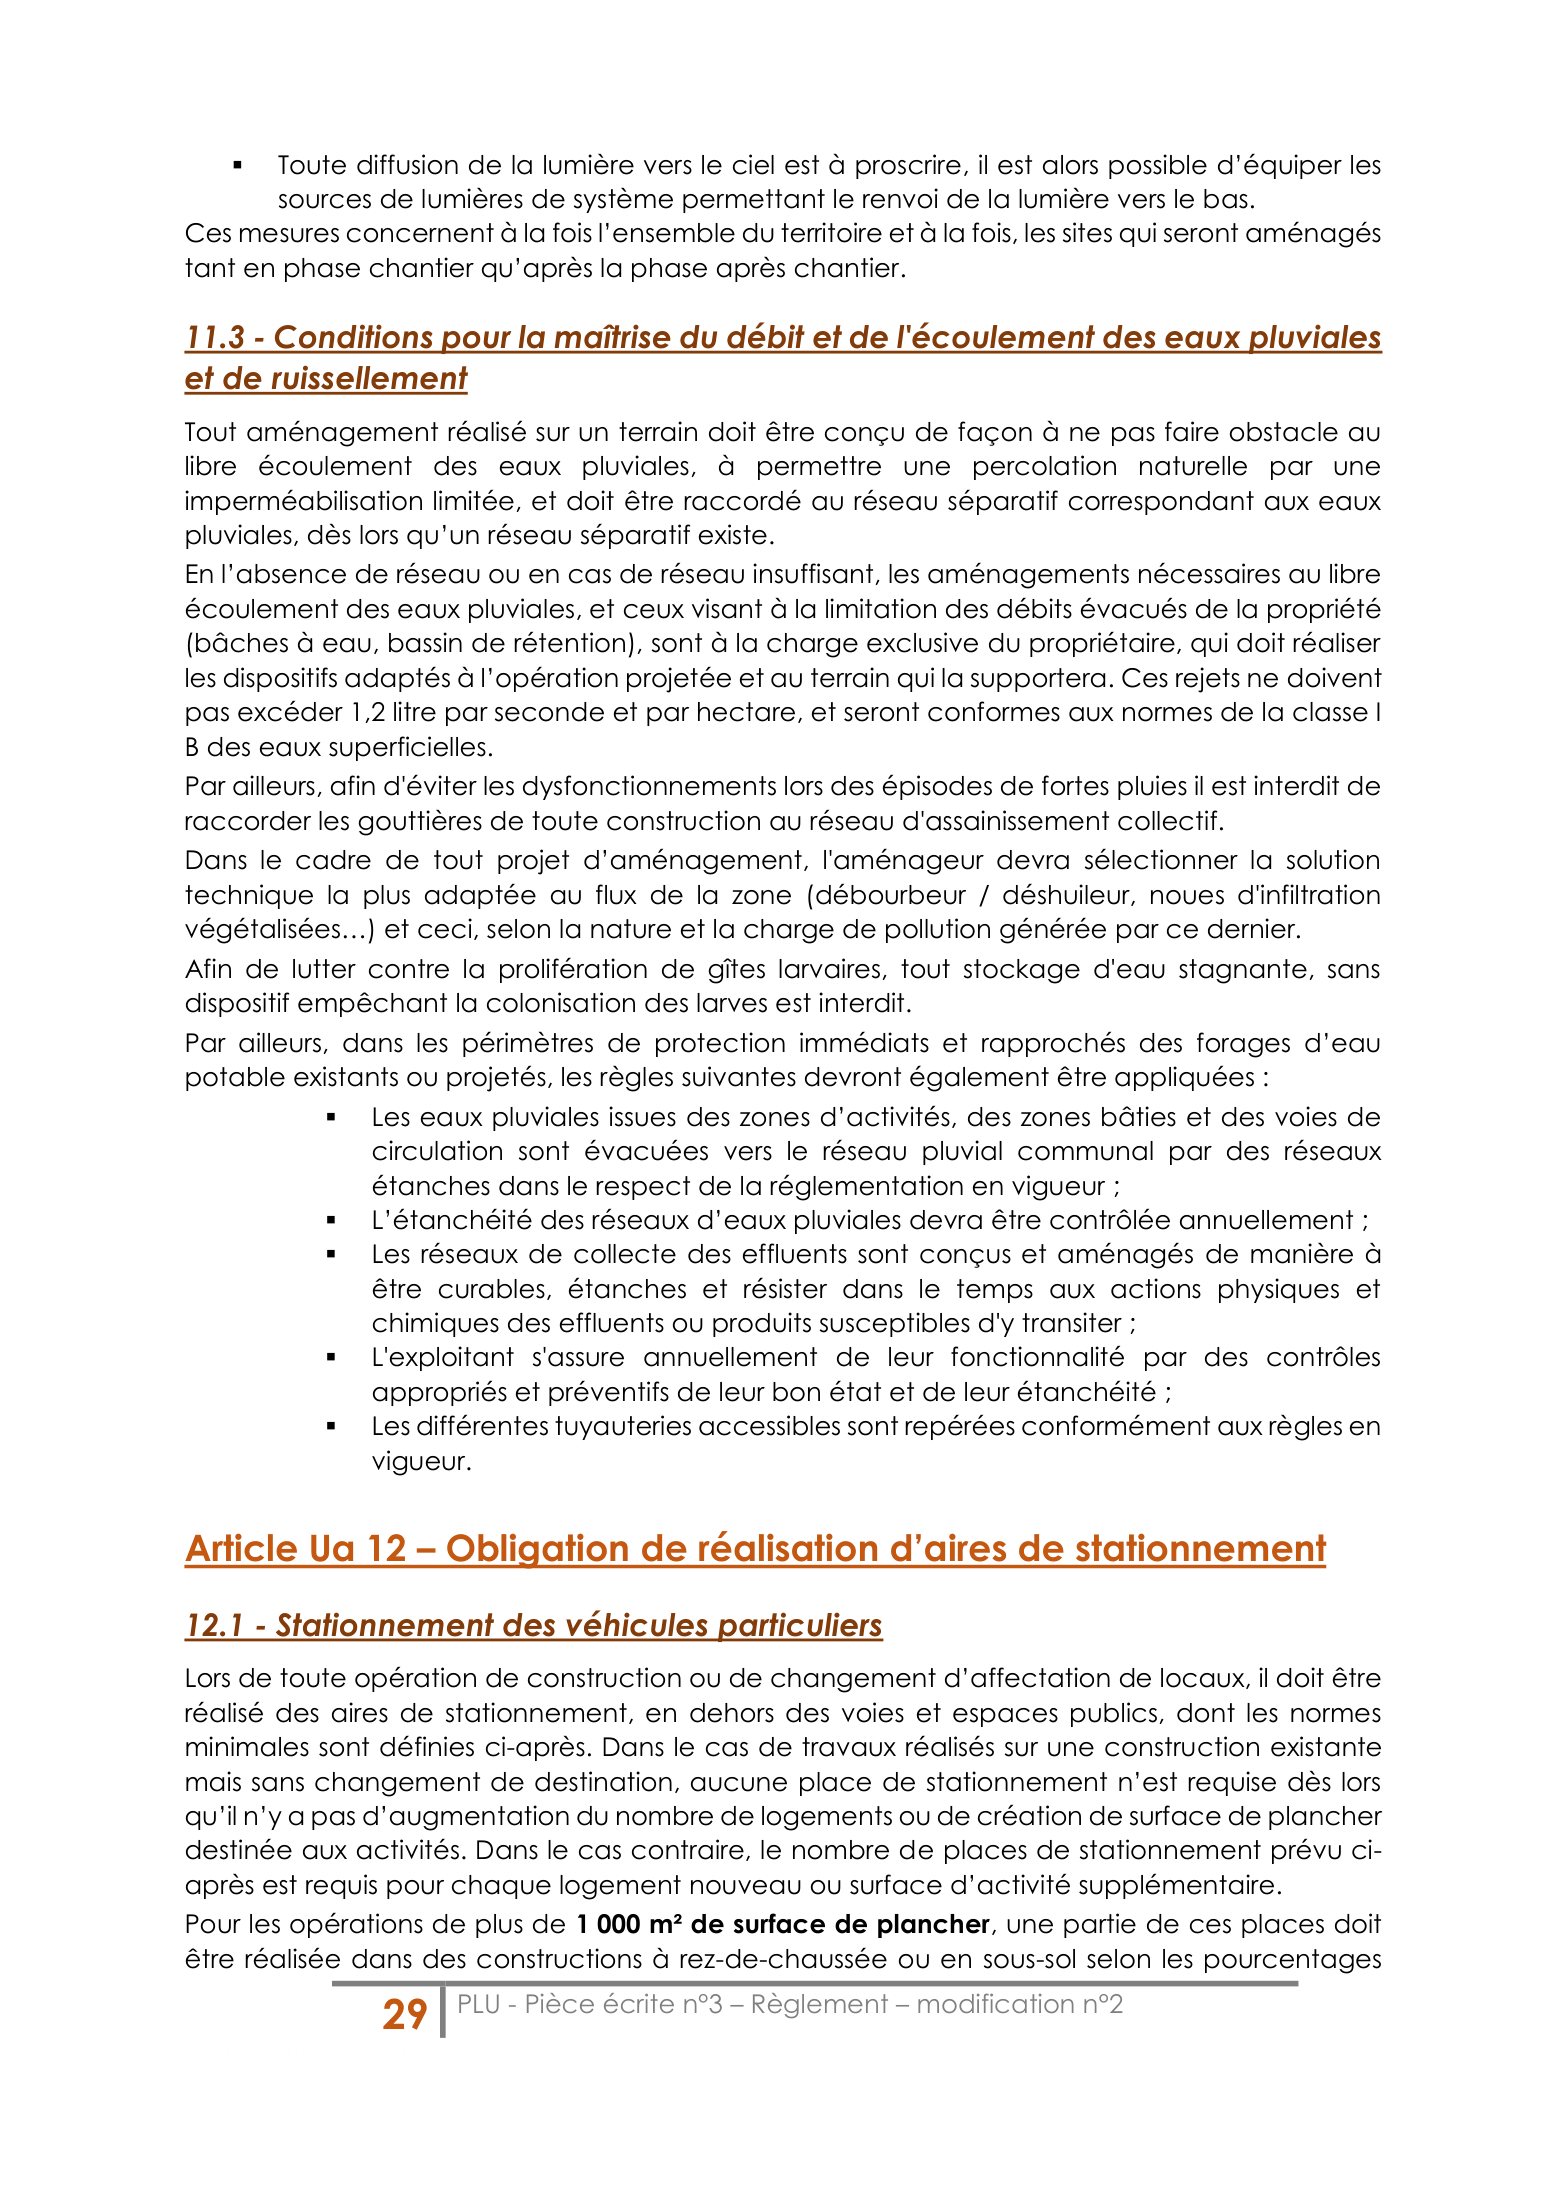 ▪ Toute diffusion de la lumière vers le ciel est à proscrire, il est alors possible d’équiper les
sources de lumières de système permettant le renvoi de la lumière vers le bas.
Ces mesures concernent à la fois l’ensemble du territoire et à la fois, les sites qui seront aménagés
tant en phase chantier qu’après la phase après chantier.
11.3 - Conditions pour la maîtrise du débit et de l'écoulement des eaux pluviales
et de ruissellement
Tout aménagement réalisé sur un terrain doit être conçu de façon à ne pas faire obstacle au
libre écoulement des eaux pluviales, à permettre une percolation naturelle par une
imperméabilisation limitée, et doit être raccordé au réseau séparatif correspondant aux eaux
pluviales, dès lors qu’un réseau séparatif existe.
En l’absence de réseau ou en cas de réseau insuffisant, les aménagements nécessaires au libre
écoulement des eaux pluviales, et ceux visant à la limitation des débits évacués de la propriété
(bâches à eau, bassin de rétention), sont à la charge exclusive du propriétaire, qui doit réaliser
les dispositifs adaptés à l’opération projetée et au terrain qui la supportera. Ces rejets ne doivent
pas excéder 1,2 litre par seconde et par hectare, et seront conformes aux normes de la classe I
B des eaux superficielles.
Par ailleurs, afin d'éviter les dysfonctionnements lors des épisodes de fortes pluies il est interdit de
raccorder les gouttières de toute construction au réseau d'assainissement collectif.
Dans le cadre de tout projet d’aménagement, l'aménageur devra sélectionner la solution
technique la plus adaptée au flux de la zone (débourbeur / déshuileur, noues d'infiltration
végétalisées…) et ceci, selon la nature et la charge de pollution générée par ce dernier.
Afin de lutter contre la prolifération de gîtes larvaires, tout stockage d'eau stagnante, sans
dispositif empêchant la colonisation des larves est interdit.
Par ailleurs, dans les périmètres de protection immédiats et rapprochés des forages d’eau
potable existants ou projetés, les règles suivantes devront également être appliquées :
▪ Les eaux pluviales issues des zones d’activités, des zones bâties et des voies de
circulation sont évacuées vers le réseau pluvial communal par des réseaux
étanches dans le respect de la réglementation en vigueur ;
▪ L’étanchéité des réseaux d’eaux pluviales devra être contrôlée annuellement ;
▪ Les réseaux de collecte des effluents sont conçus et aménagés de manière à
être curables, étanches et résister dans le temps aux actions physiques et
chimiques des effluents ou produits susceptibles d'y transiter ;
▪ L'exploitant s'assure annuellement de leur fonctionnalité par des contrôles
appropriés et préventifs de leur bon état et de leur étanchéité ;
▪ Les différentes tuyauteries accessibles sont repérées conformément aux règles en
vigueur.
Article Ua 12 – Obligation de réalisation d’aires de stationnement
12.1 - Stationnement des véhicules particuliers
Lors de toute opération de construction ou de changement d’affectation de locaux, il doit être
réalisé des aires de stationnement, en dehors des voies et espaces publics, dont les normes
minimales sont définies ci-après. Dans le cas de travaux réalisés sur une construction existante
mais sans changement de destination, aucune place de stationnement n’est requise dès lors
qu’il n’y a pas d’augmentation du nombre de logements ou de création de surface de plancher
destinée aux activités. Dans le cas contraire, le nombre de places de stationnement prévu ci-
après est requis pour chaque logement nouveau ou surface d’activité supplémentaire.
Pour les opérations de plus de 1 000 m² de surface de plancher, une partie de ces places doit
être réalisée dans des constructions à rez-de-chaussée ou en sous-sol selon les pourcentages
29 PLU - Pièce écrite n°3 – Règlement – modification n°2